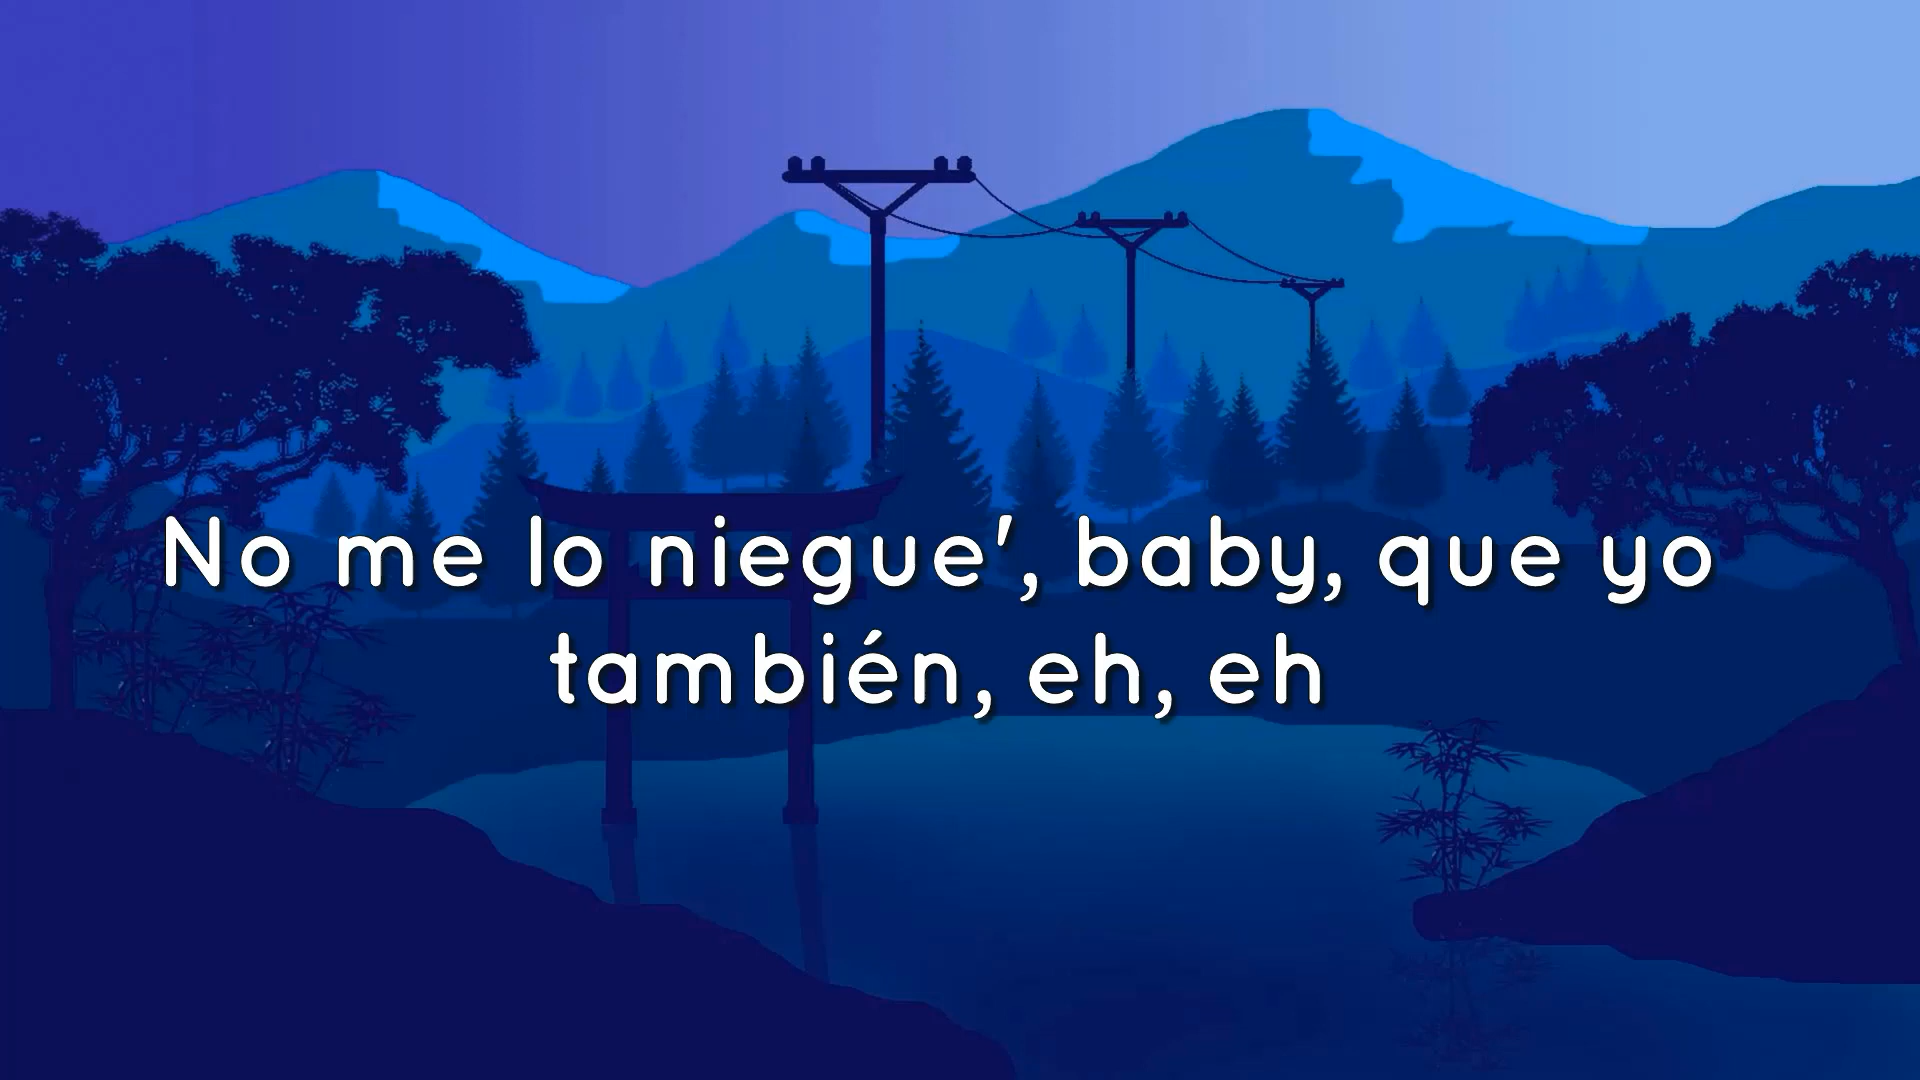 No me lo niegue', baby, que yo
también, eh, eh